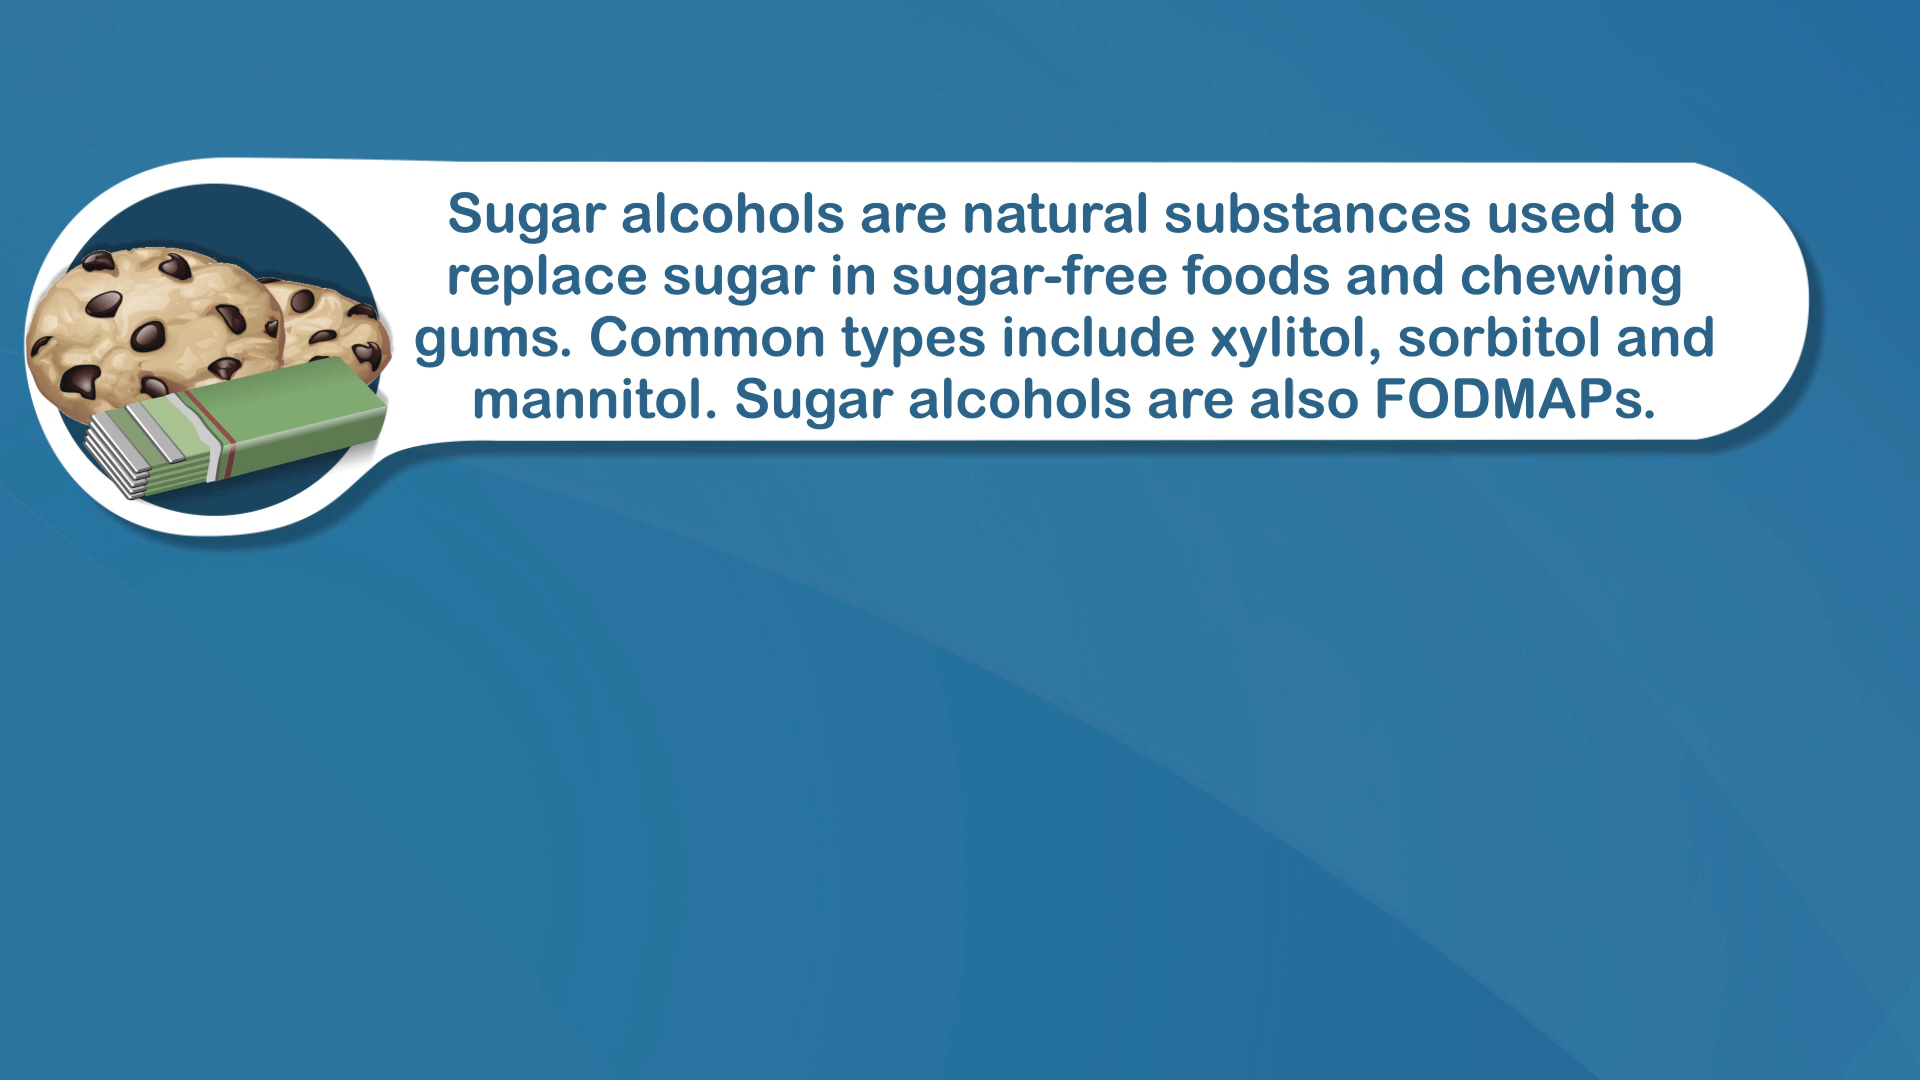 Sugar alcohols are natural substances used to
replace sugar in sugar-free foods and chewing
gums. Common types include xylitol, sorbitol and
mannitol. Sugar alcohols are also FODMAPs.